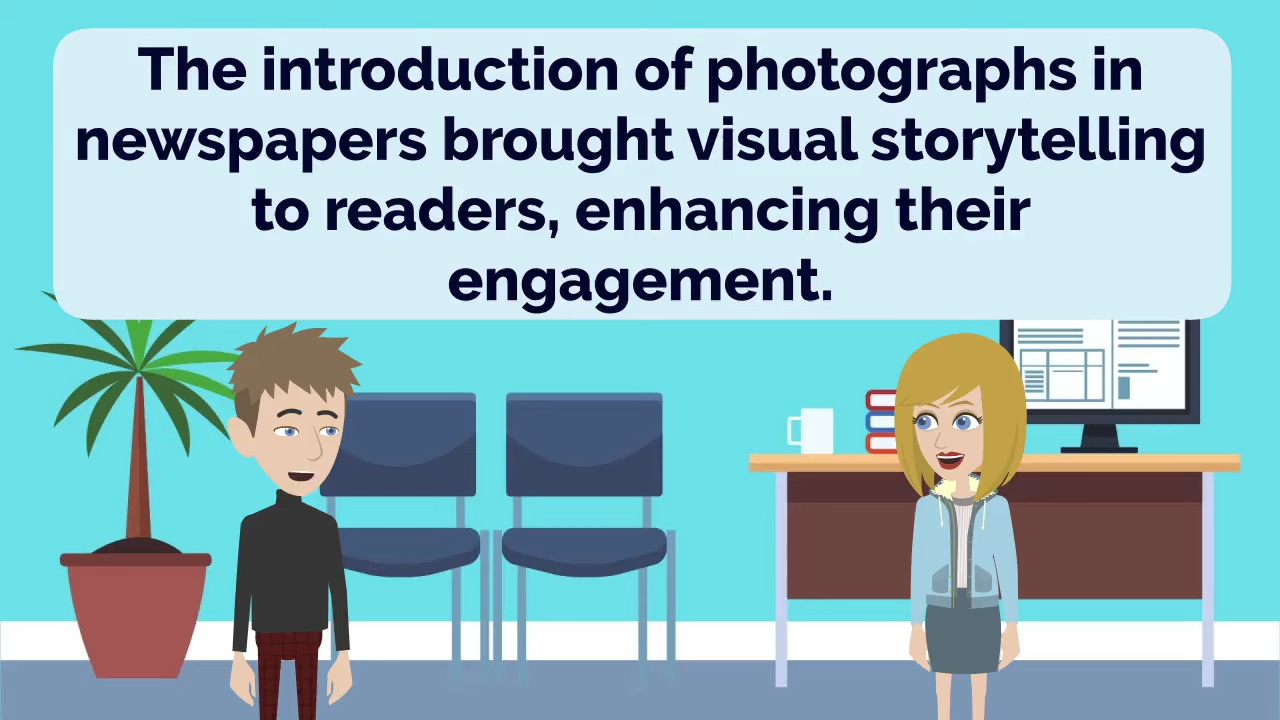 The introduction of photographs in
newspapers brought visual storytelling
to readers, enhancing their
engagement.